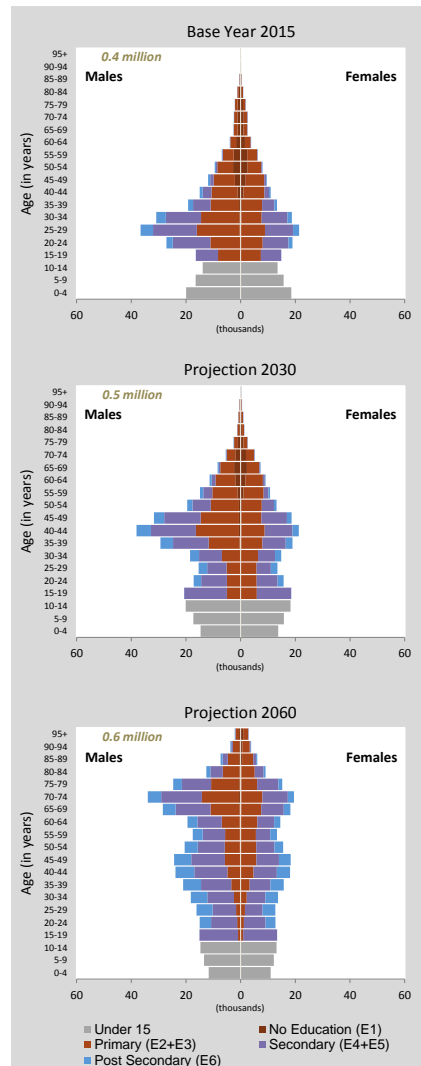 Base Year 2015
0.4 million
Males
Females
Age (in years)
95+
90-94
85-89
80-84
75-79
70-74
65-69
60-64
55-59
50-54
45-49
40-44
35-39
30-34
25-29
20-24
15-19
10-14
5-9
0-4
60 40 20 0 20 40 60
(thousands)
Projection 2030
0.5 million
Males
Females
Age (in years)
95+
90-94
85-89
80-84
75-79
70-74
65-69
60-64
55-59
50-54
45-49
40-44
35-39
30-34
25-29
20-24
15-19
10-14
5-9
0-4
60 40 20 0 20 40 60
(thousands)
Projection 2060
0.6 million
Males
Females
Age (in years)
95+
90-94
85-89
80-84
75-79
70-74
65-69
60-64
55-59
50-54
45-49
40-44
35-39
30-34
25-29
20-24
15-19
10-14
5-9
0-4
60 40 20 0 20 40 60
(thousands)
Under 15 No Education (E1)
Primary (E2+E3) Secondary (E4+E5)
Post Secondary (E6)